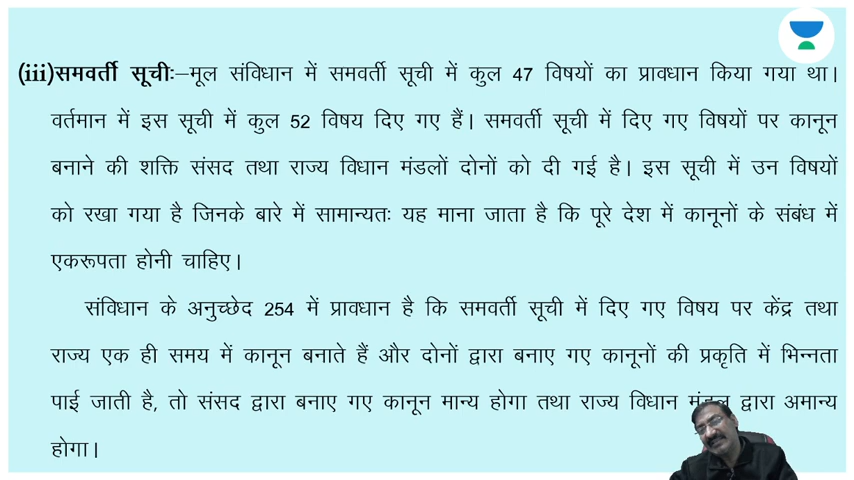 (iii)समवर्ती सूचीः–मूल संविधान में समवर्ती सूची में कुल 47 विषयों का प्रावधान किया गया था।
वर्तमान में इस सूची में कुल 52 विषय दिए गए हैं। समवर्ती सूची में दिए गए विषयों पर कानून
बनाने की शक्ति संसद तथा राज्य विधान मंडलों दोनों को दी गई है। इस सूची में उन विषयों
को रखा गया है जिनके बारे में सामान्यतः यह माना जाता है कि पूरे देश में कानूनों के संबंध में
एकरूपता होनी चाहिए।
संविधान के अनुच्छेद 254 में प्रावधान है कि समवर्ती सूची में दिए गए विषय पर केंद्र तथा
राज्य एक ही समय में कानून बनाते हैं और दोनों द्वारा बनाए गए कानूनों की प्रकृति में भिन्नता
पाई जाती है, तो संसद द्वारा बनाए गए कानून मान्य होगा तथा राज्य विधान मंडल द्वारा अमान्य
होगा।